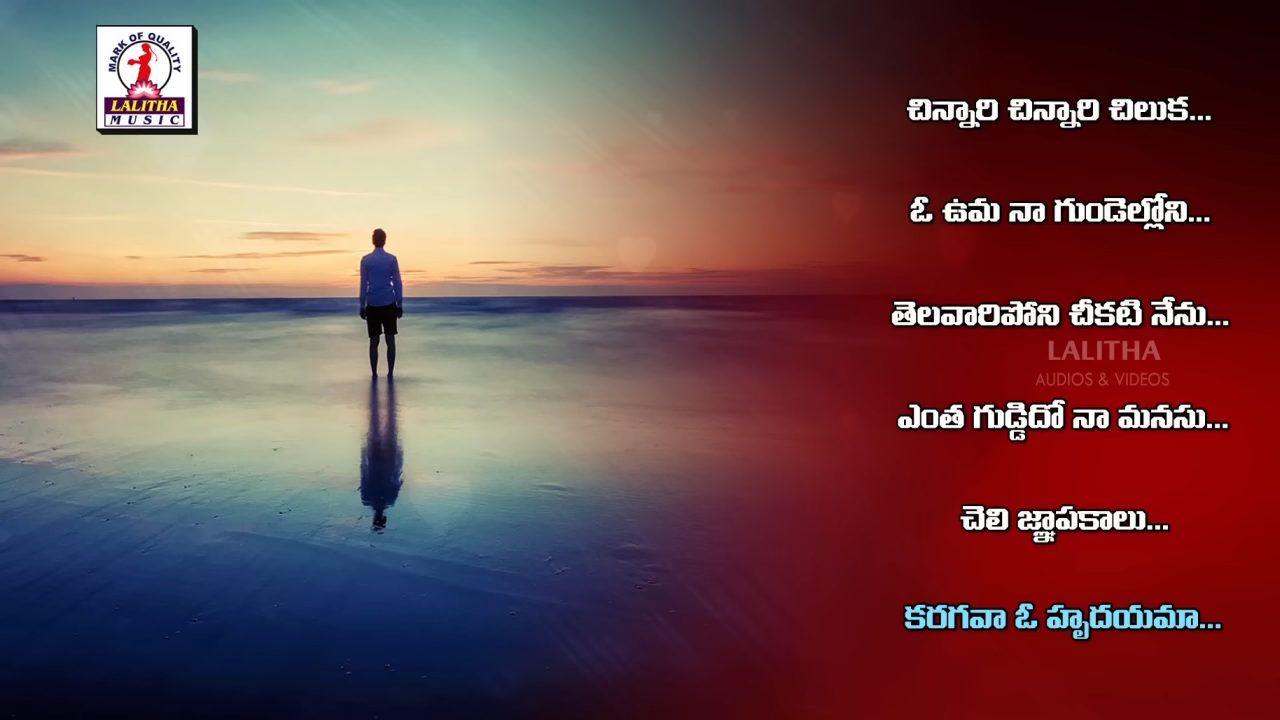 MARK OF QUALITY
LALITHA
MUSIC
చిన్నారి చిన్నారి చిలుక...
ఓ ఉమ నా గుండెల్లోని...
తెలవారిపోని చీకటి నేను...
LALITHA
AUDIOS & VIDEOS
ఎంత గుడ్డిదో నా మనసు...
చెలి జ్ఞాపకాలు...
కరగవా ఓ హృదయమా...